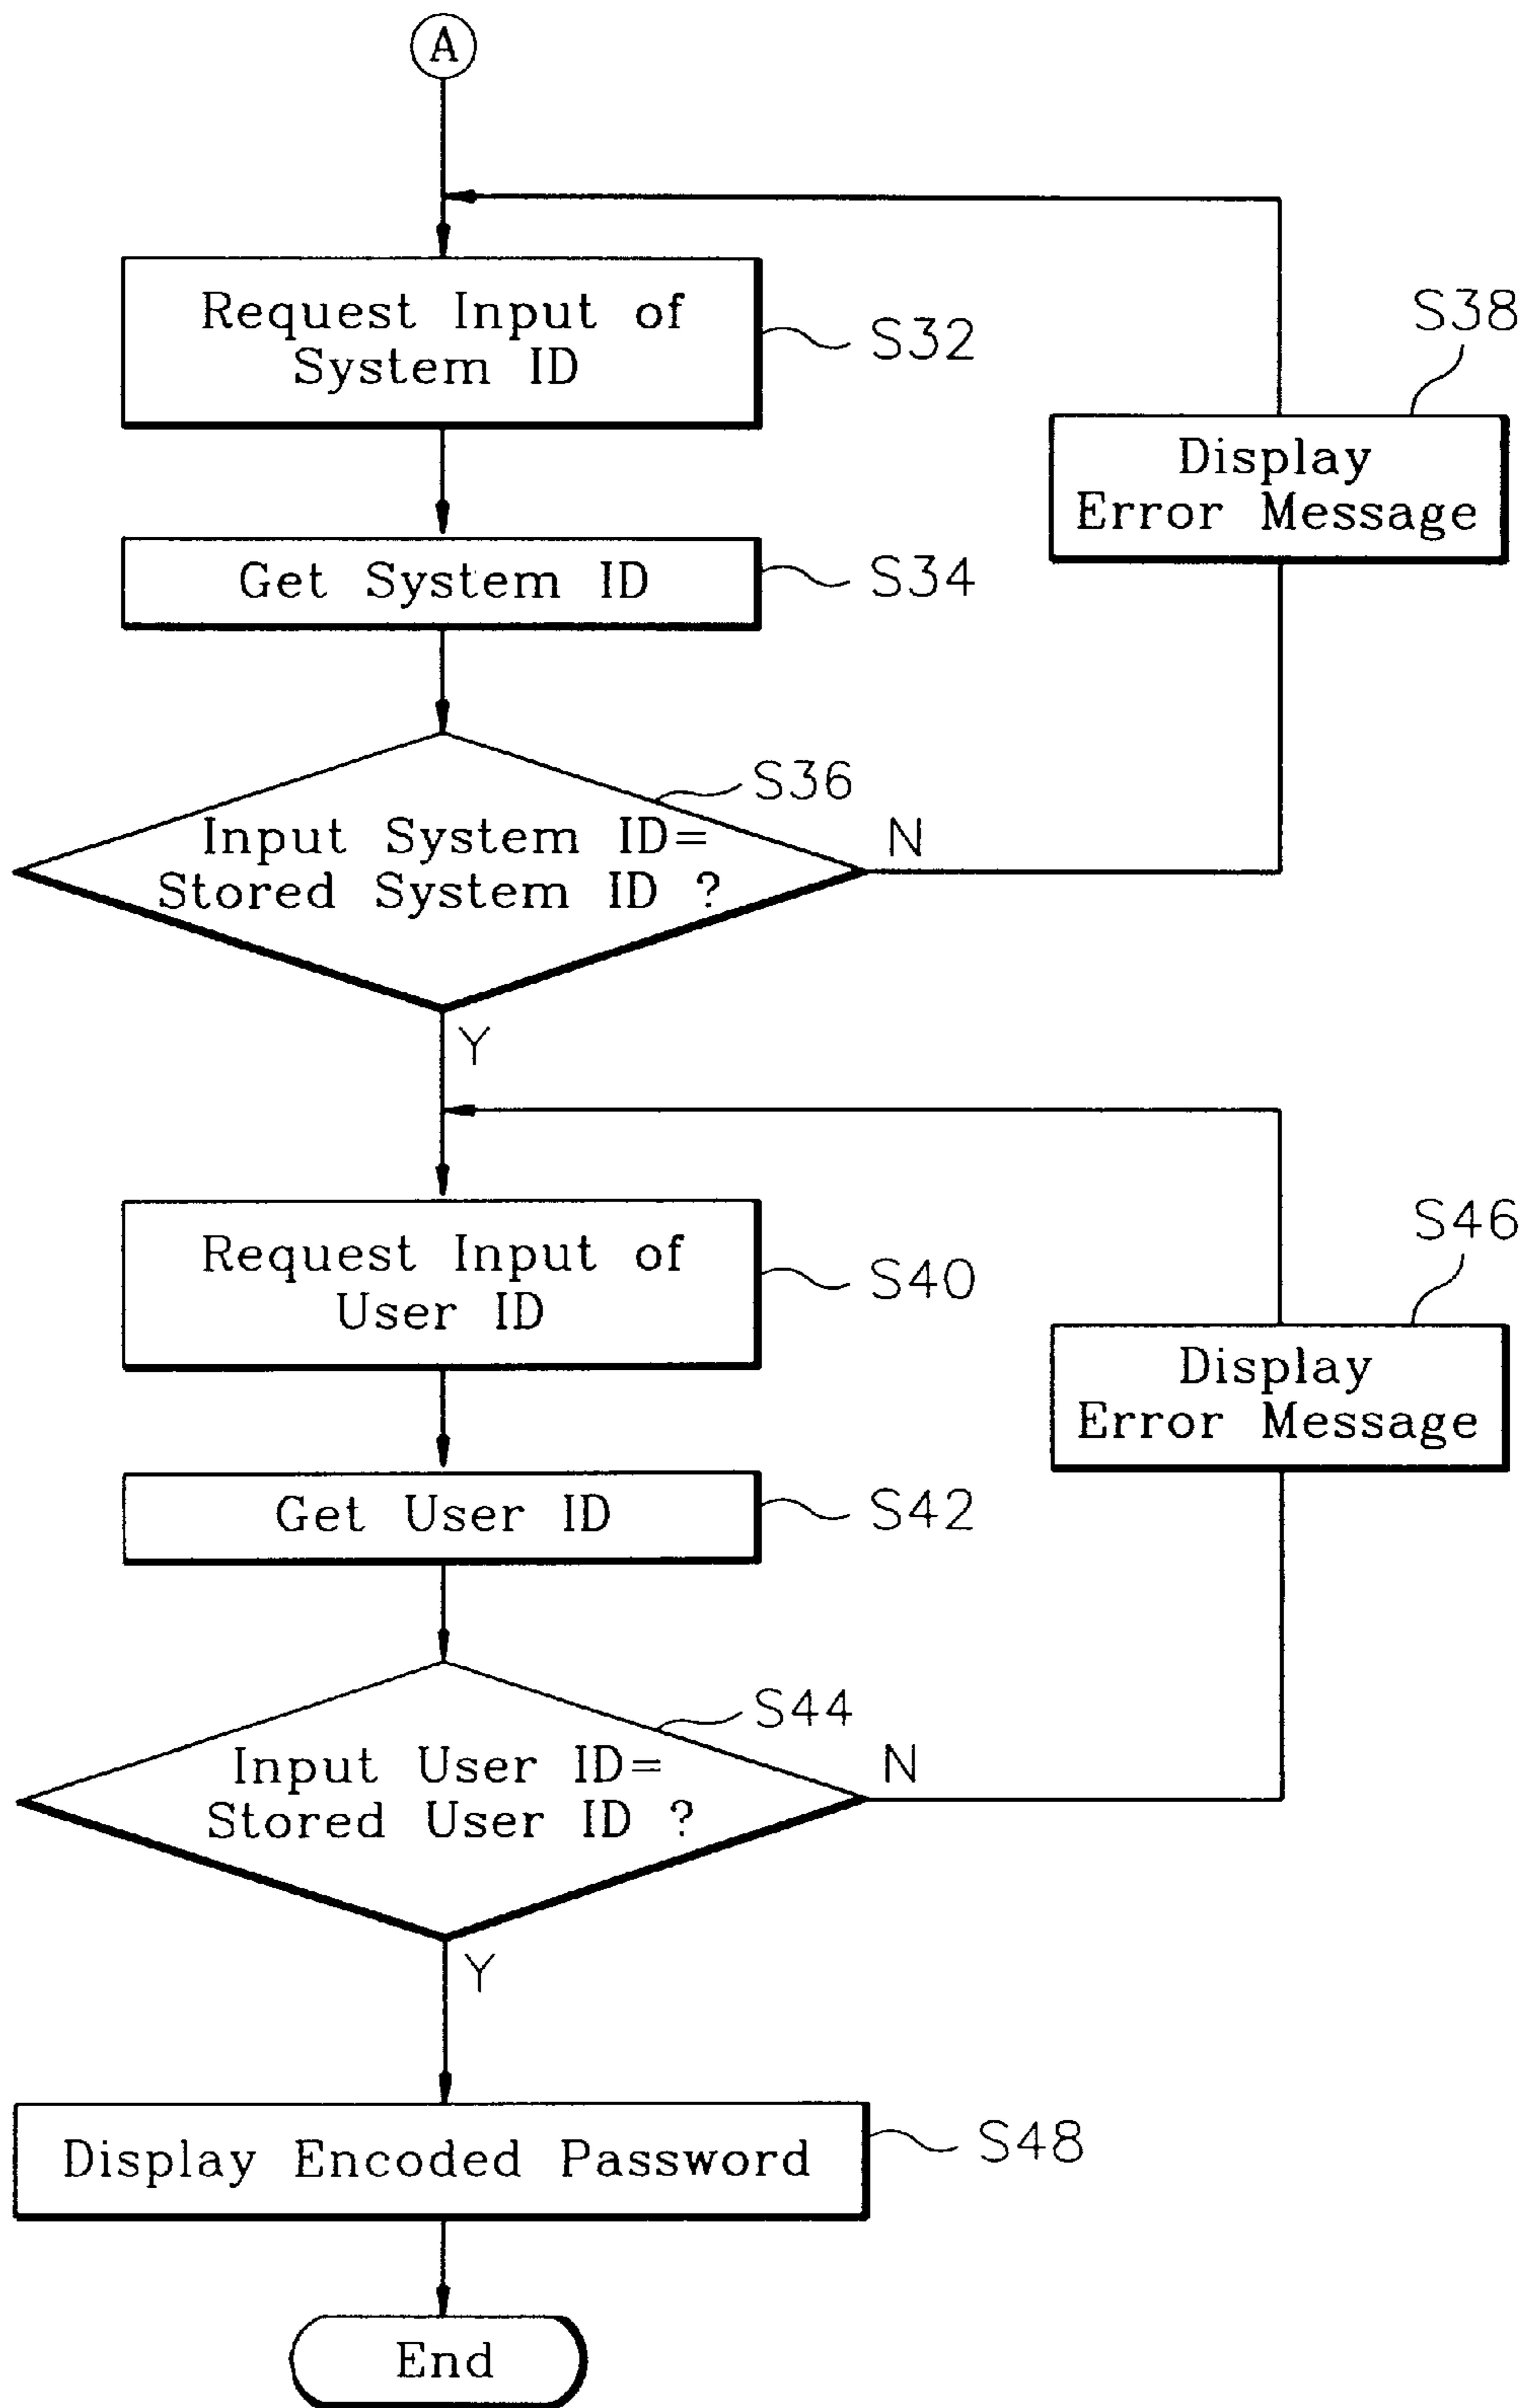 A
Request Input of
System ID
S32
S38
Display
Error Message
Get System ID
S34
S36
Input System ID=
Stored System ID ?
N
Y
Request Input of
User ID
S40
S46
Display
Error Message
Get User ID
S42
S44
Input User ID=
Stored User ID ?
N
Y
Display Encoded Password
S48
End